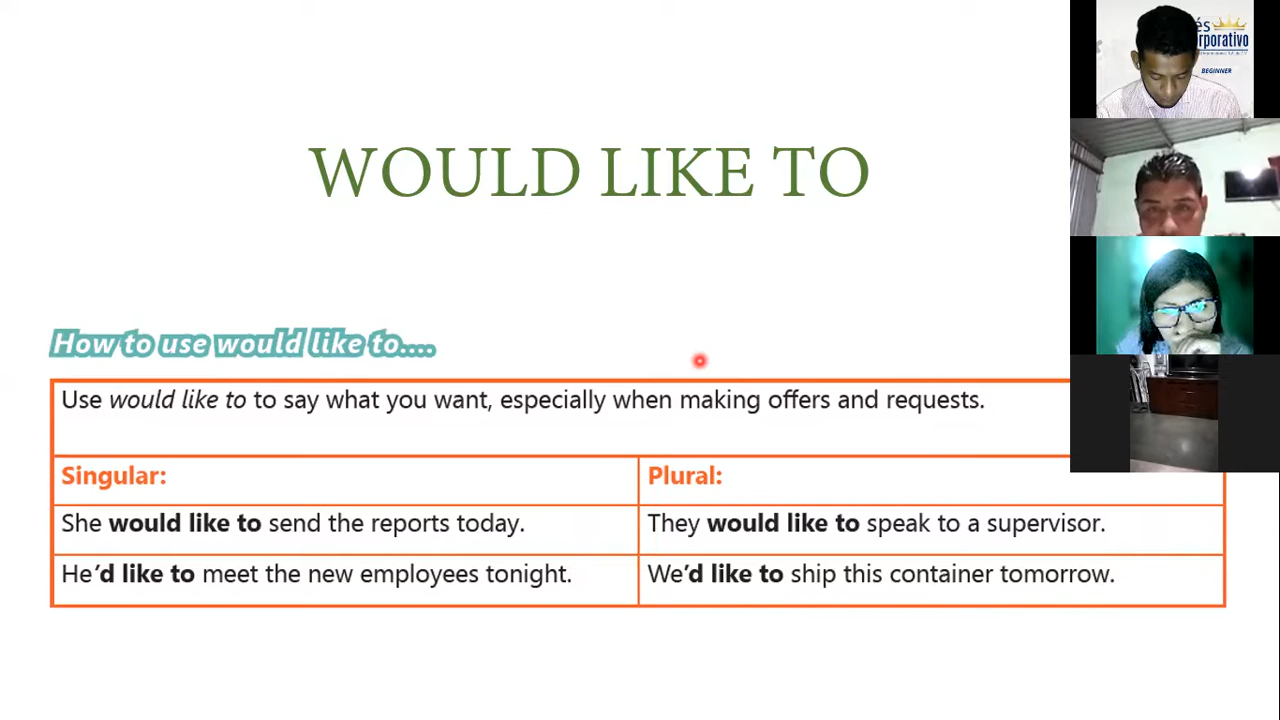 WOULD LIKE TO
How to use would like to....
Use would like to to say what you want, especially when making offers and requests.
Singular:
Plural:
She would like to send the reports today.
They would like to speak to a supervisor.
He'd like to meet the new employees tonight.
We'd like to ship this container tomorrow.
és
rporativo
BEGINNER